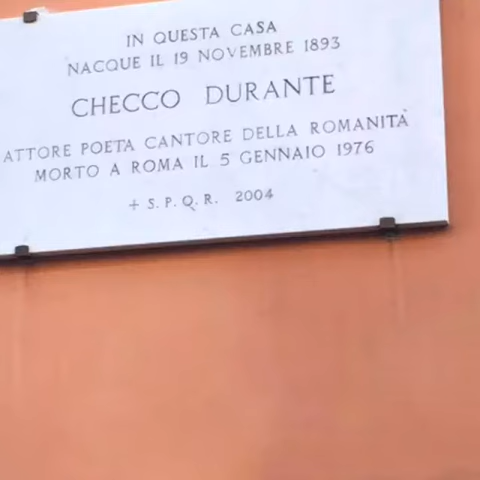 IN QUESTA CASA
NACQUE IL 19 NOVEMBRE 1893
CHECCO DURANTE
ATTORE POETA CANTORE DELLA ROMANITÀ
MORTO A ROMA IL 5 GENNAIO 1976
+ S. P. Q. R. 2004